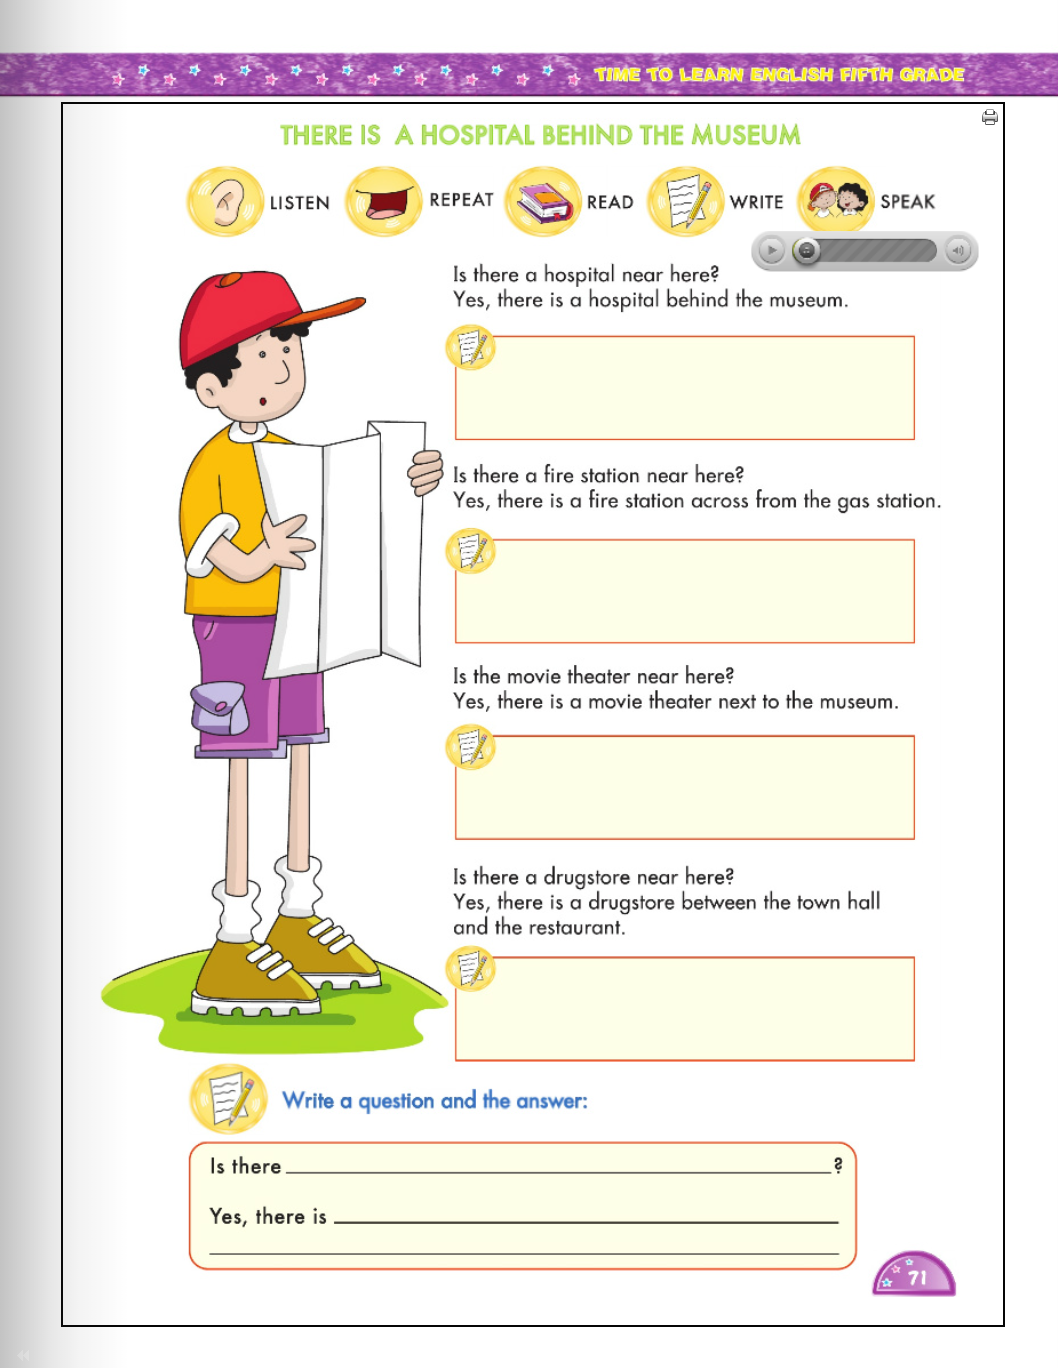 TIME TO LEARN ENGLISH FIFTH GRADE
THERE IS A HOSPITAL BEHIND THE MUSEUM
LISTEN REPEAT READ WRITE SPEAK
Is there a hospital near here?
Yes, there is a hospital behind the museum.
Is there a fire station near here?
Yes, there is a fire station across from the gas station.
Is the movie theater near here?
Yes, there is a movie theater next to the museum.
Is there a drugstore near here?
Yes, there is a drugstore between the town hall
and the restaurant.
Write a question and the answer:
Is there ?
Yes, there is
71
44